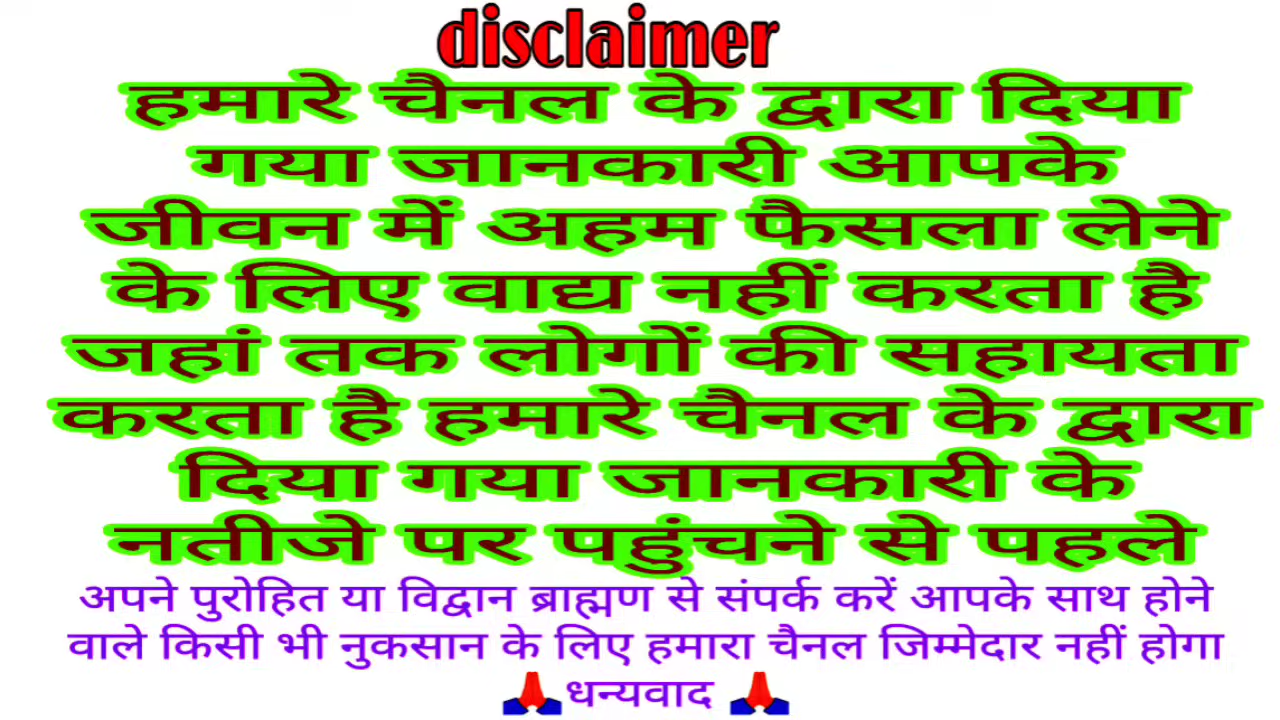 disclaimer
हमारे चैनल के द्वारा दिया
गया जानकारी आपके
जीवन में अहम फैसला लेने
के लिए वाद्य नहीं करता है
जहां तक लोगों की सहायता
करता है हमारे चैनल के द्वारा
दिया गया जानकारी के
नतीजे पर पहुंचने से पहले
अपने पुरोहित या विद्वान ब्राह्मण से संपर्क करें आपके साथ होने
वाले किसी भी नुकसान के लिए हमारा चैनल जिम्मेदार नहीं होगा
🙏धन्यवाद 🙏